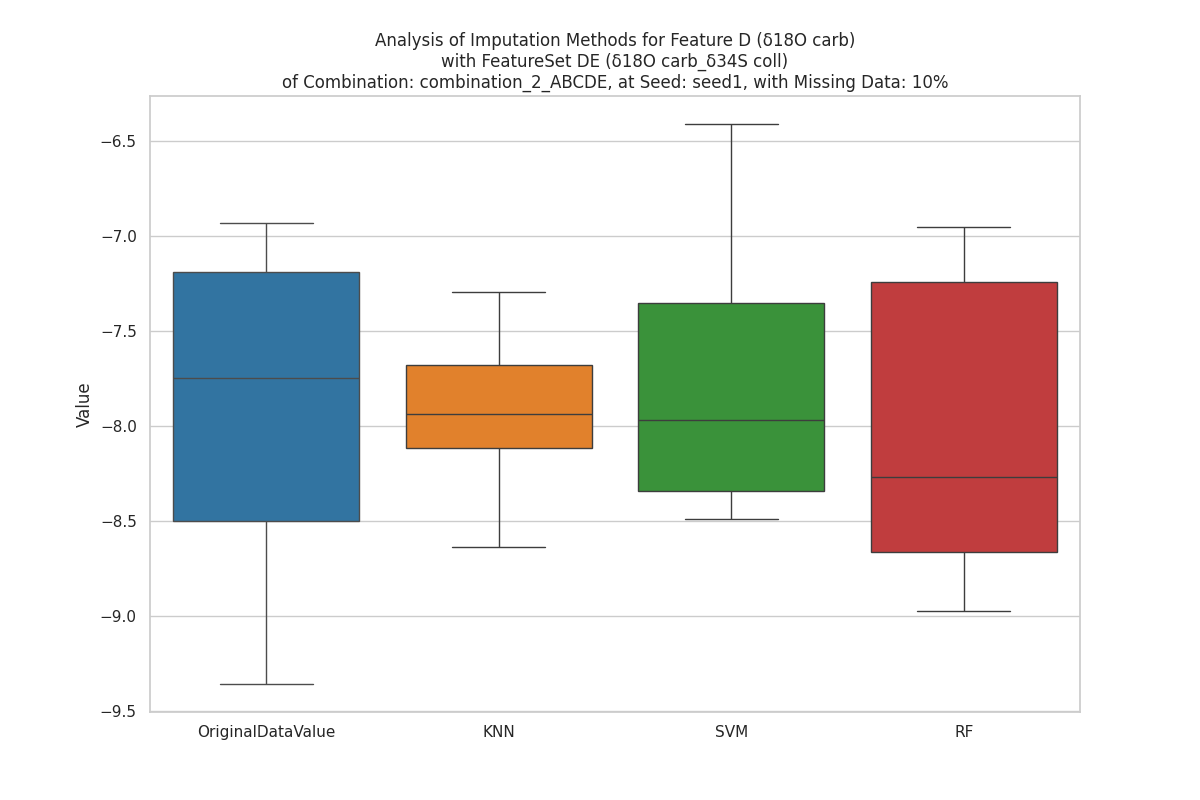 Analysis of Imputation Methods for Feature D (δ18O carb)
with FeatureSet DE (δ18O carb_δ34S coll)
of Combination: combination_2_ABCDE, at Seed: seed1, with Missing Data: 10%
−6.5
−7.0
−7.5
−8.0
−8.5
−9.0
−9.5
Value
OriginalDataValue
KNN
SVM
RF